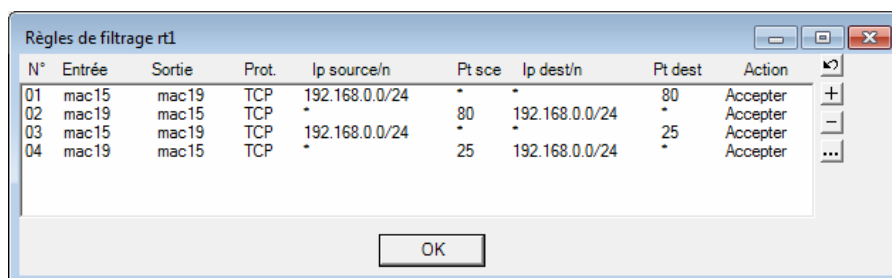 Règles de filtrage rt1
N° Entrée Sortie Prot. Ip source/n Pt sce Ip dest/n Pt dest Action
01 mac15 mac19 TCP 192.168.0.0/24 * * 80 Accepter
02 mac19 mac15 TCP * 80 192.168.0.0/24 * Accepter
03 mac15 mac19 TCP 192.168.0.0/24 * * 25 Accepter
04 mac19 mac15 TCP * 25 192.168.0.0/24 * Accepter
+
−
...
OK